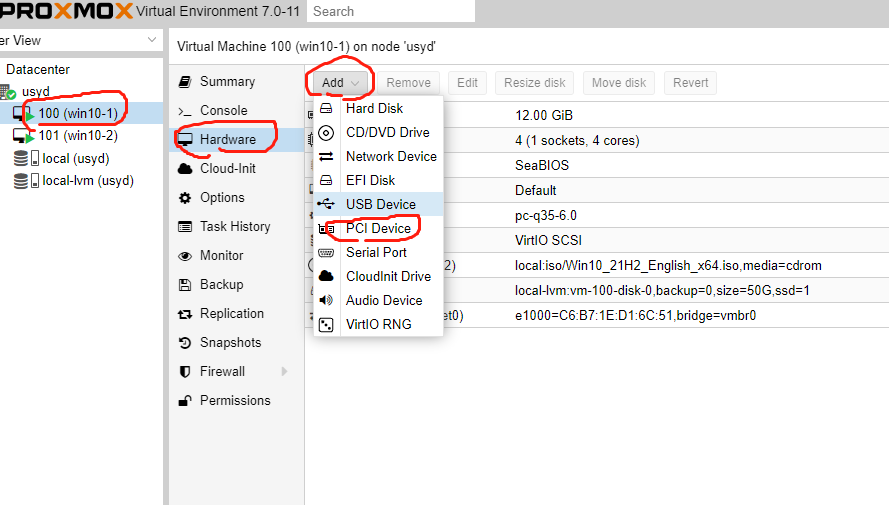 PROXMOX Virtual Environment 7.0-11 Search
er View
Virtual Machine 100 (win10-1) on node 'usyd'
Datacenter
usyd
100 (win10-1)
101 (win10-2)
local (usyd)
local-lvm (usyd)
Summary
Console
Hardware
Cloud-Init
Options
Task History
Monitor
Backup
Replication
Snapshots
Firewall
Permissions
Add Remove Edit Resize disk Move disk Revert
Hard Disk
CD/DVD Drive
Network Device
EFI Disk
USB Device
PCI Device
Serial Port
CloudInit Drive
Audio Device
VirtIO RNG
12.00 GiB
4 (1 sockets, 4 cores)
SeaBIOS
Default
pc-q35-6.0
VirtIO SCSI
2) local:iso/Win10_21H2_English_x64.iso,media=cdrom
local-lvm:vm-100-disk-0,backup=0,size=50G,ssd=1
et0) e1000=C6:B7:1E:D1:6C:51,bridge=vmbr0